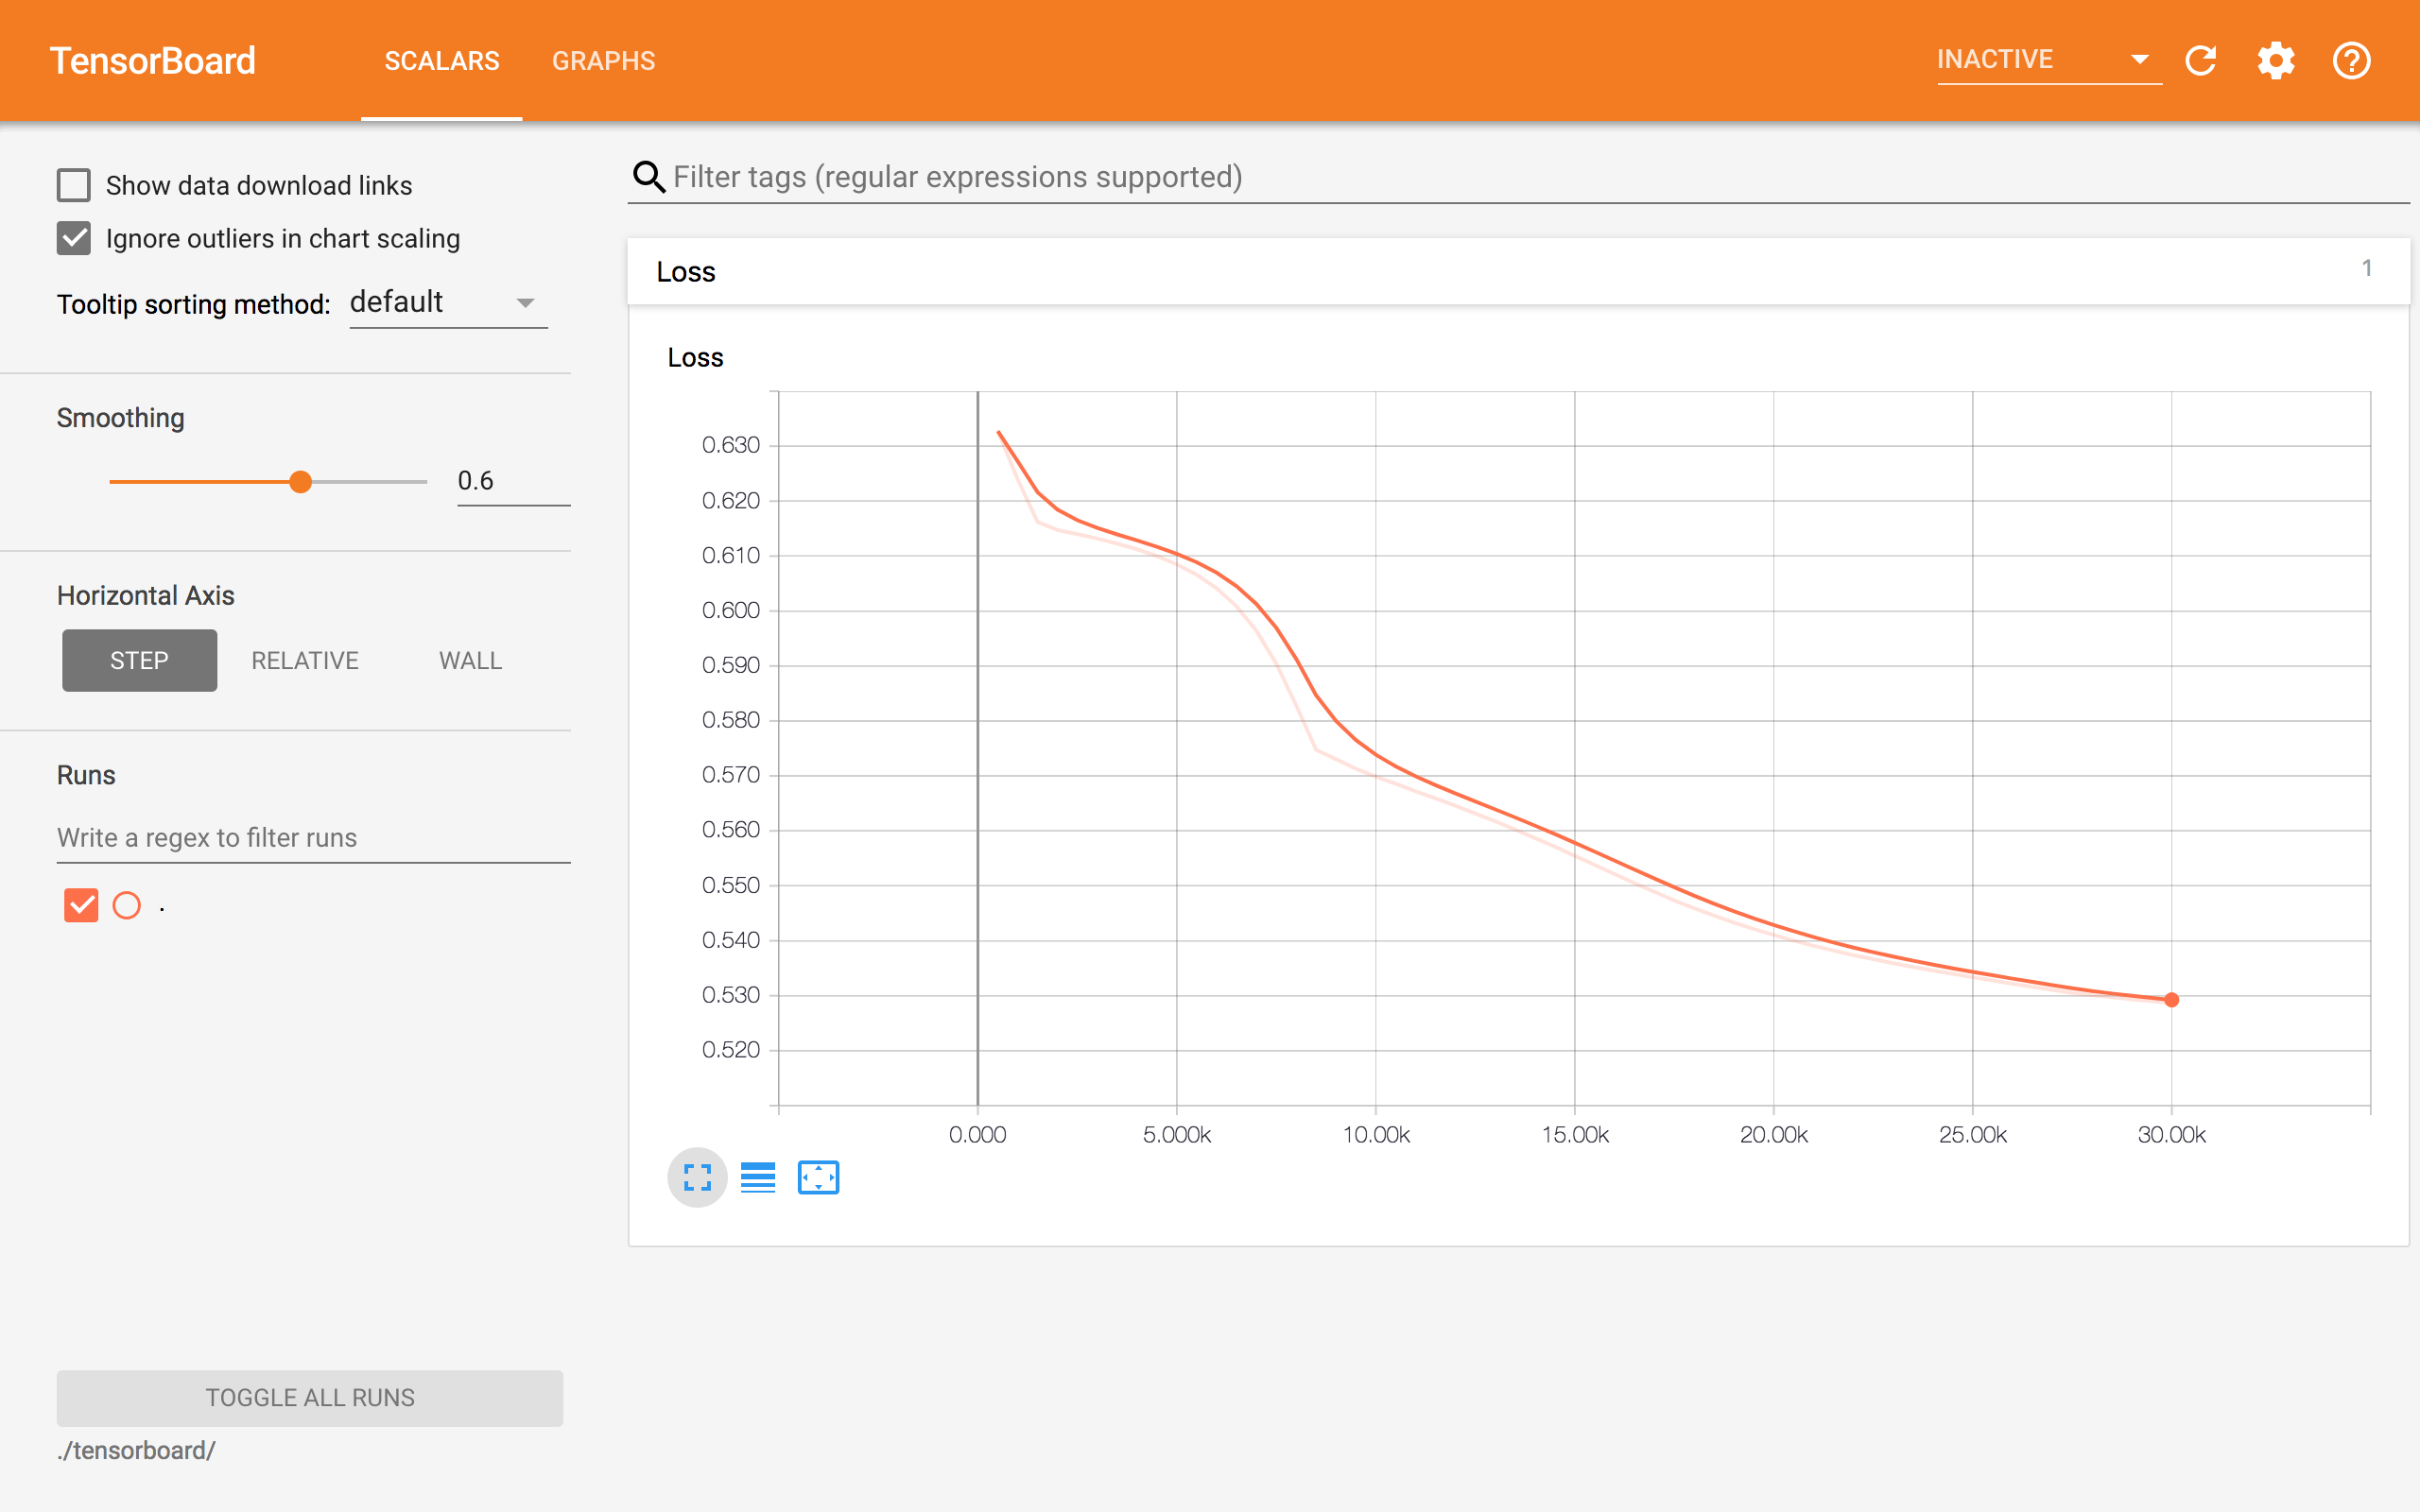 TensorBoard SCALARS GRAPHS INACTIVE
Show data download links
Ignore outliers in chart scaling
Tooltip sorting method: default
Smoothing
0.6
Horizontal Axis
STEP RELATIVE WALL
Runs
Write a regex to filter runs
.
TOGGLE ALL RUNS
./tensorboard/
Filter tags (regular expressions supported)
Loss 1
Loss
0.630
0.620
0.610
0.600
0.590
0.580
0.570
0.560
0.550
0.540
0.530
0.520
0.000 5.000k 10.00k 15.00k 20.00k 25.00k 30.00k